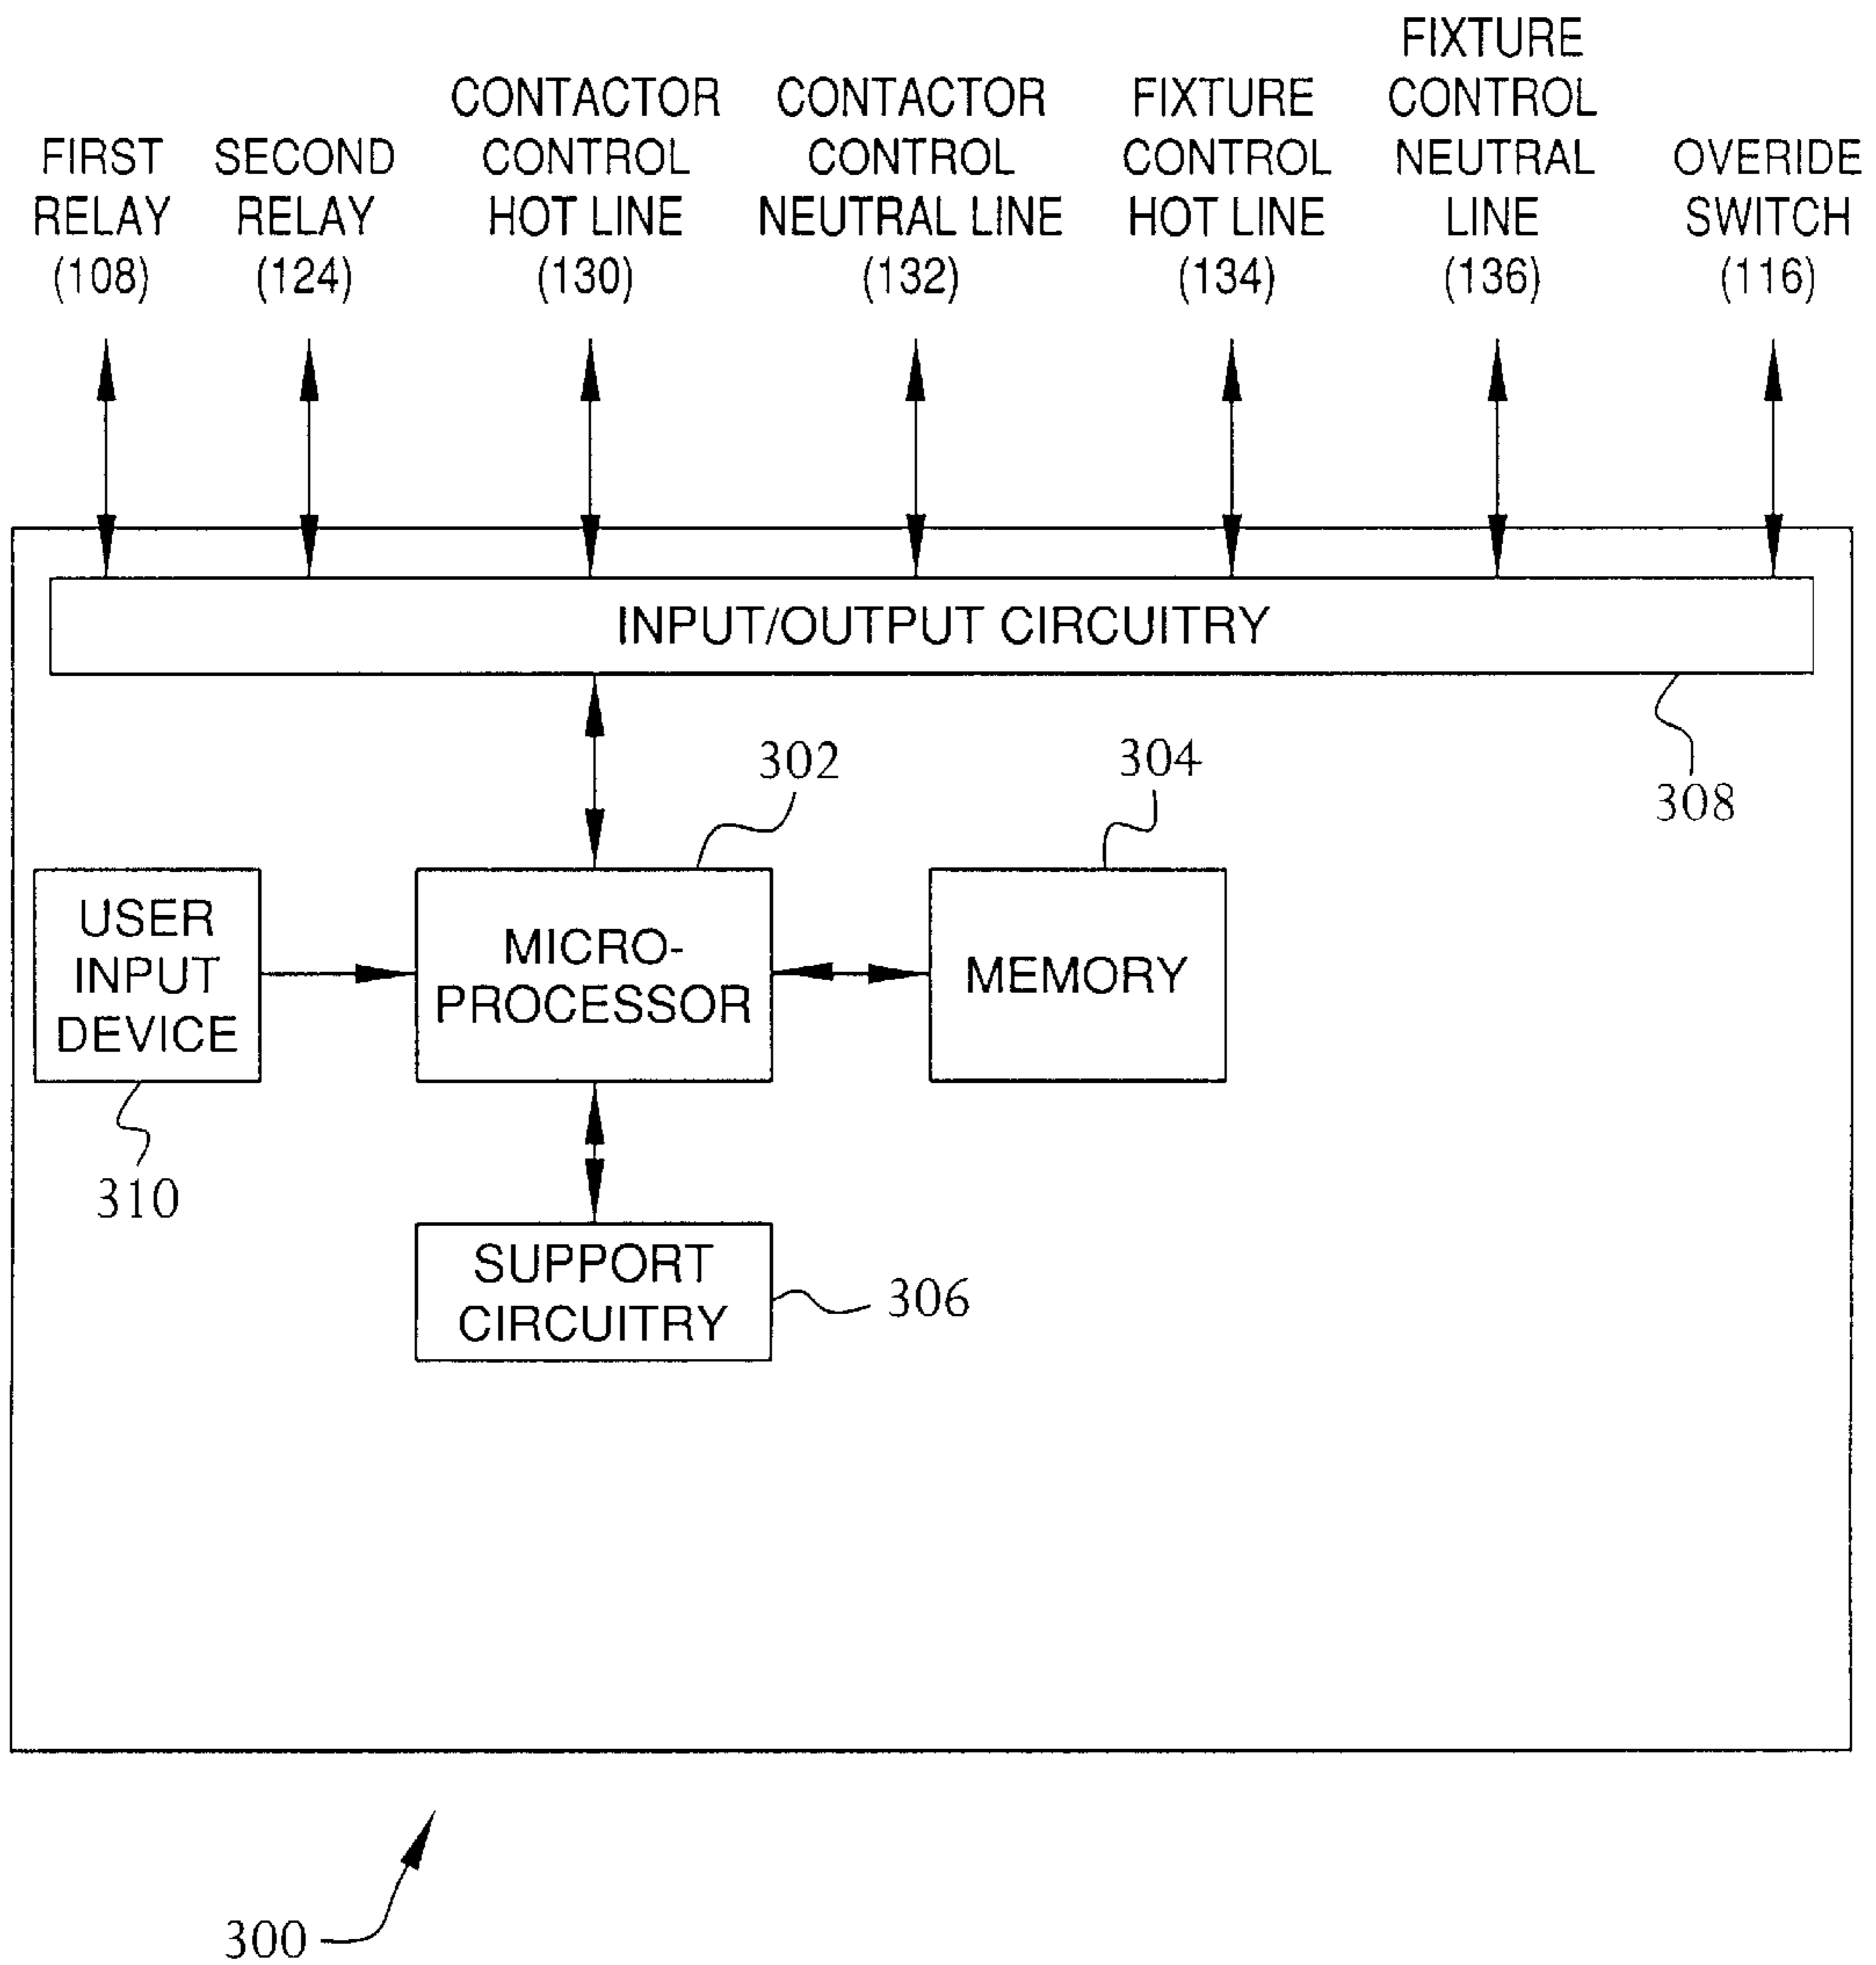 FIRST
RELAY
(108)
SECOND
RELAY
(124)
CONTACTOR
CONTROL
HOT LINE
(130)
CONTACTOR
CONTROL
NEUTRAL LINE
(132)
FIXTURE
CONTROL
HOT LINE
(134)
FIXTURE
CONTROL
NEUTRAL
LINE
(136)
OVERIDE
SWITCH
(116)
INPUT/OUTPUT CIRCUITRY
308
302
304
USER
INPUT
DEVICE
MICRO-
PROCESSOR
MEMORY
310
SUPPORT
CIRCUITRY
306
300